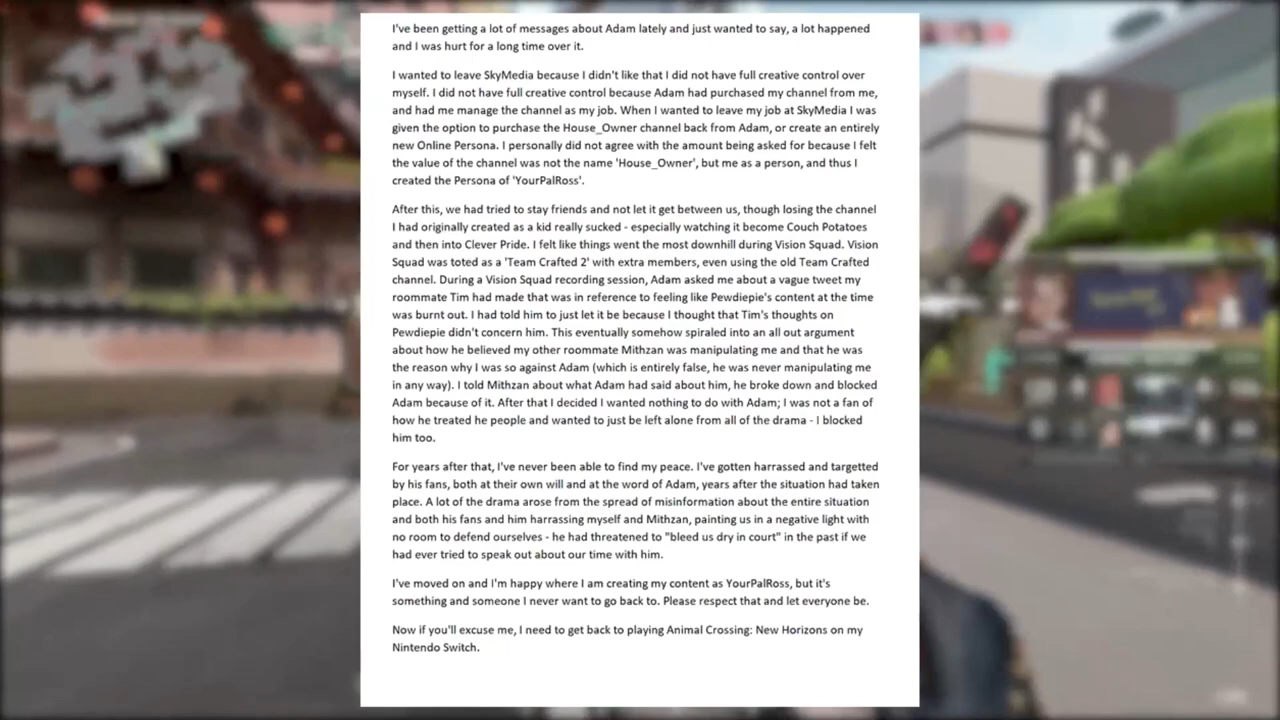 I've been getting a lot of messages about Adam lately and just wanted to say, a lot happened
and I was hurt for a long time over it.
I wanted to leave SkyMedia because I didn't like that I did not have full creative control over
myself. I did not have full creative control because Adam had purchased my channel from me,
and had me manage the channel as my job. When I wanted to leave my job at SkyMedia I was
given the option to purchase the House_Owner channel back from Adam, or create an entirely
new Online Persona. I personally did not agree with the amount being asked for because I felt
the value of the channel was not the name 'House_Owner', but me as a person, and thus I
created the Persona of 'YourPalRoss'.
After this, we had tried to stay friends and not let it get between us, though losing the channel
I had originally created as a kid really sucked - especially watching it become Couch Potatoes
and then into Clever Pride. I felt like things went the most downhill during Vision Squad. Vision
Squad was toted as a 'Team Crafted 2' with extra members, even using the old Team Crafted
channel. During a Vision Squad recording session, Adam asked me about a vague tweet my
roommate Tim had made that was in reference to feeling like Pewdiepie's content at the time
was burnt out. I had told him to just let it be because I thought that Tim's thoughts on
Pewdiepie didn't concern him. This eventually somehow spiraled into an all out argument
about how he believed my other roommate Mithzan was manipulating me and that he was
the reason why I was so against Adam (which is entirely false, he was never manipulating me
in any way). I told Mithzan about what Adam had said about him, he broke down and blocked
Adam because of it. After that I decided I wanted nothing to do with Adam; I was not a fan of
how he treated he people and wanted to just be left alone from all of the drama - I blocked
him too.
For years after that, I've never been able to find my peace. I've gotten harrassed and targetted
by his fans, both at their own will and at the word of Adam, years after the situation had taken
place. A lot of the drama arose from the spread of misinformation about the entire situation
and both his fans and him harrassing myself and Mithzan, painting us in a negative light with
no room to defend ourselves - he had threatened to "bleed us dry in court" in the past if we
had ever tried to speak out about our time with him.
I've moved on and I'm happy where I am creating my content as YourPalRoss, but it's
something and someone I never want to go back to. Please respect that and let everyone be.
Now if you'll excuse me, I need to get back to playing Animal Crossing: New Horizons on my
Nintendo Switch.